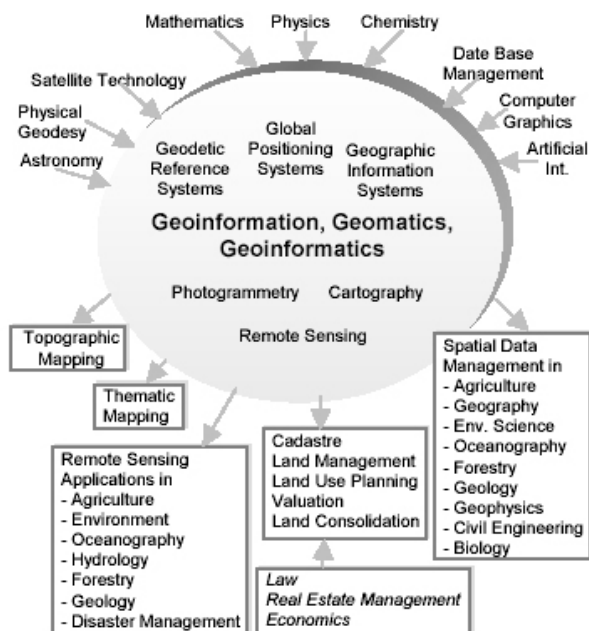 Mathematics Physics Chemistry
Satellite Technology
Date Base
Management
Physical
Geodesy
Computer
Graphics
Astronomy
Artificial
Int.
Geodetic
Reference
Systems
Global
Positioning
Systems
Geographic
Information
Systems
Geoinformation, Geomatics,
Geoinformatics
Photogrammetry Cartography
Remote Sensing
Topographic
Mapping
Thematic
Mapping
Remote Sensing
Applications in
- Agriculture
- Environment
- Oceanography
- Hydrology
- Forestry
- Geology
- Disaster Management
Cadastre
Land Management
Land Use Planning
Valuation
Land Consolidation
Law
Real Estate Management
Economics
Spatial Data
Management in
- Agriculture
- Geography
- Env. Science
- Oceanography
- Forestry
- Geology
- Geophysics
- Civil Engineering
- Biology